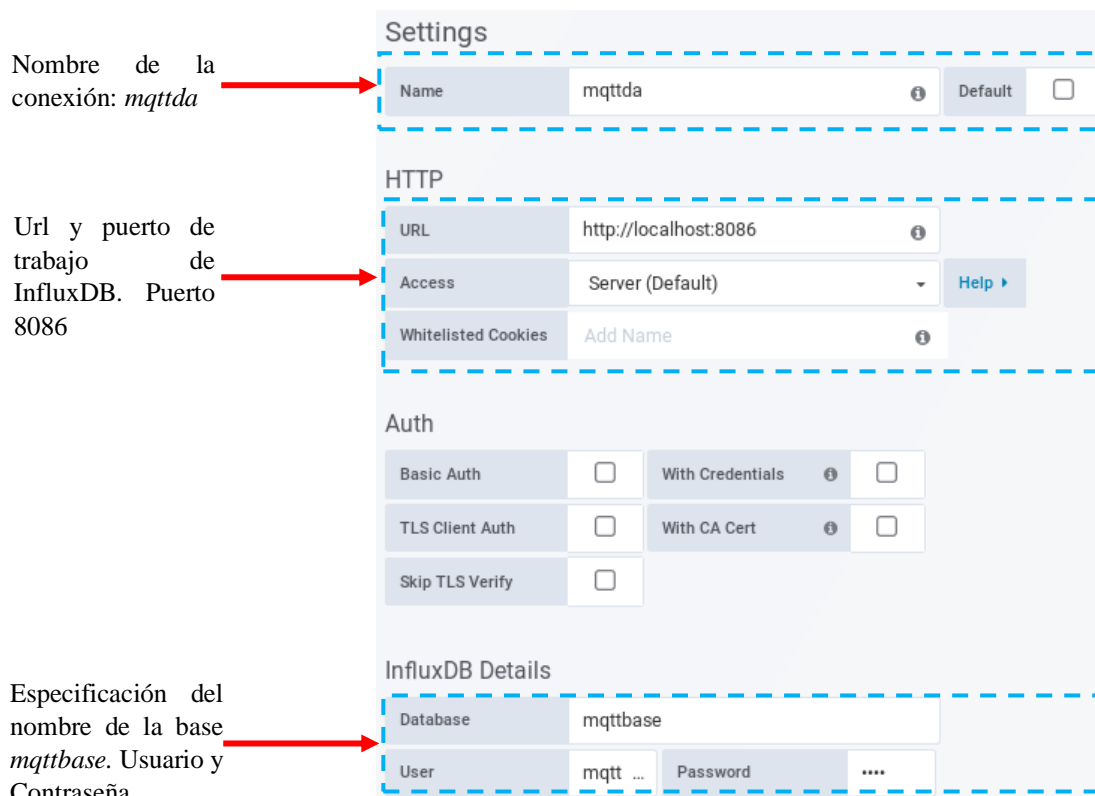 Settings
Nombre de la
conexión: mqttda
Name mqttda Default
HTTP
Url y puerto de
trabajo de
InfluxDB. Puerto
8086
URL http://localhost:8086
Access Server (Default) Help
Whitelisted Cookies Add Name
Auth
Basic Auth With Credentials
TLS Client Auth With CA Cert
Skip TLS Verify
InfluxDB Details
Especificación del
nombre de la base
mqttbase. Usuario y
Contraseña
Database mqttbase
User mqtt ... Password ••••